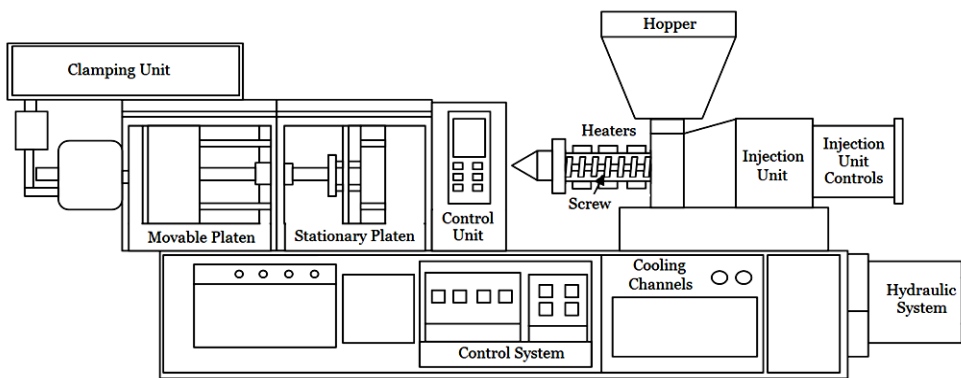 Hopper
Clamping Unit
Heaters
Injection
Unit
Injection
Unit
Controls
Screw
Movable Platen
Stationary Platen
Control
Unit
Cooling
Channels
Hydraulic
System
Control System